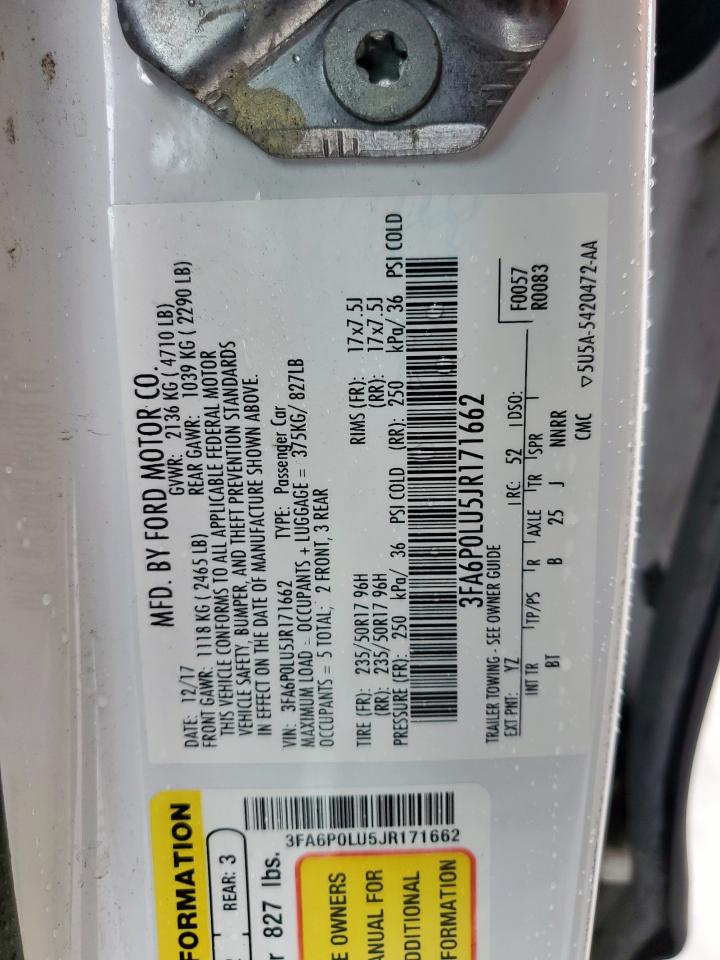 MFD. BY FORD MOTOR CO.
DATE: 12/17 GVWR: 2136 KG ( 4710 LB)
FRONT GAWR: 1118 KG (2465 LB) REAR GAWR: 1039 KG ( 2290 LB)
THIS VEHICLE CONFORMS TO ALL APPLICABLE FEDERAL MOTOR
VEHICLE SAFETY, BUMPER, AND THEFT PREVENTION STANDARDS
IN EFFECT ON THE DATE OF MANUFACTURE SHOWN ABOVE.
VIN: 3FA6P0LU5JR171662 TYPE: Passenger Car
MAXIMUM LOAD = OCCUPANTS + LUGGAGE = 375KG/ 827LB
OCCUPANTS = 5 TOTAL; 2 FRONT, 3 REAR
TIRE (FR): 235/50R17 96H RIMS (FR): 17x7.5J
(RR): 235/50R17 96H (RR): 17x7.5J
PRESSURE (FR): 250 kPa/ 36 PSI COLD (RR): 250 kPa/ 36 PSI COLD
3FA6P0LU5JR171662
TRAILER TOWING - SEE OWNER GUIDE
EXT PNT: YZ RC: 52 DSO: F0057
R0083
INT TR TP/PS R AXLE TR SPR
BT B 25 J NNRR
CMC ▽5U5A-5420472-AA
FORMATION
REAR: 3
827 lbs.
3FA6P0LU5JR171662
E OWNERS
ANUAL FOR
DDITIONAL
FORMATION